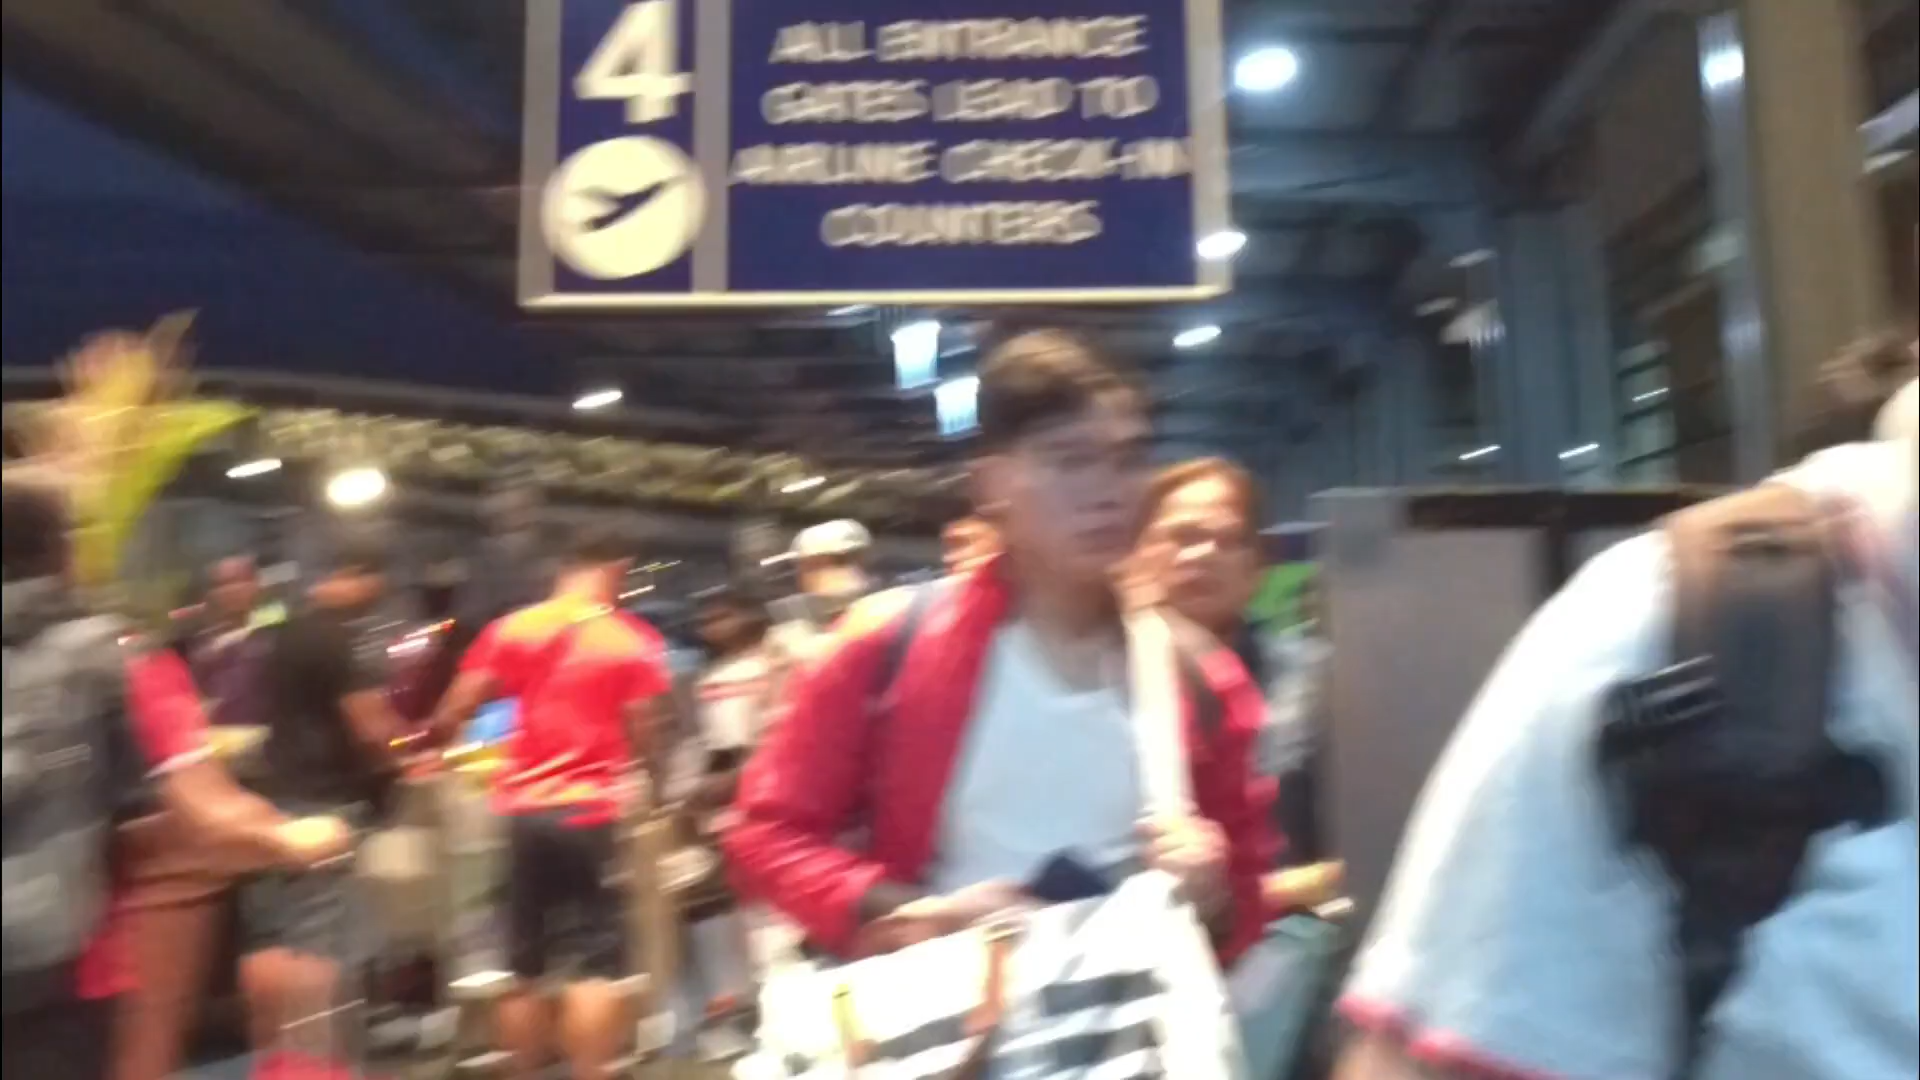 4
ALL ENTRANCE
GATES LEAD TO
AIRLINE CHECK-IN
COUNTERS